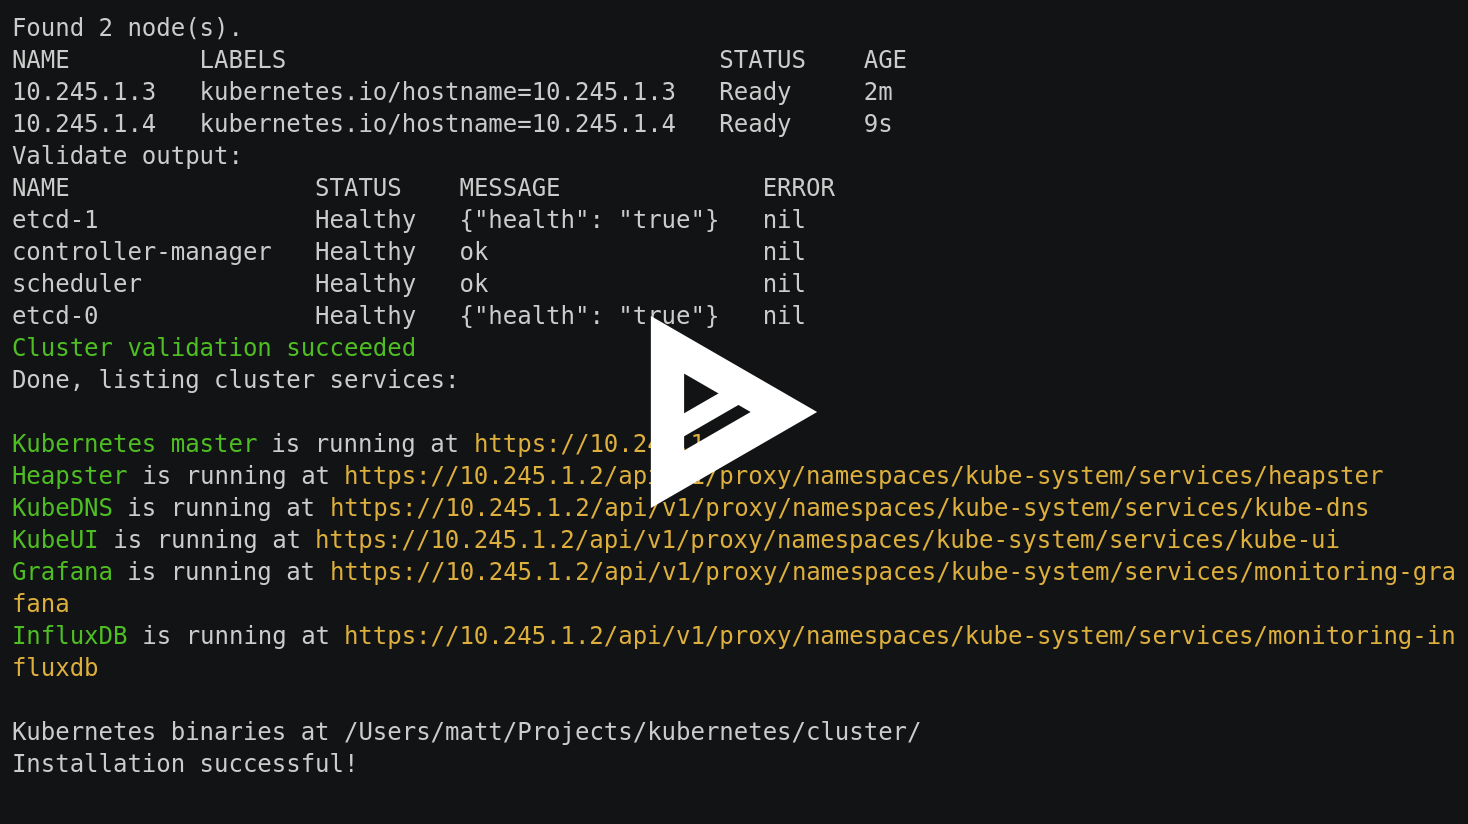 Found 2 node(s).
NAME         LABELS                              STATUS    AGE
10.245.1.3   kubernetes.io/hostname=10.245.1.3   Ready     2m
10.245.1.4   kubernetes.io/hostname=10.245.1.4   Ready     9s
Validate output:
NAME                 STATUS    MESSAGE              ERROR
etcd-1               Healthy   {"health": "true"}   nil
controller-manager   Healthy   ok                   nil
scheduler            Healthy   ok                   nil
etcd-0               Healthy   {"health": "true"}   nil
Cluster validation succeeded
Done, listing cluster services:
Kubernetes master is running at
Heapster is running at https://10.245.1.2/api/v1/proxy/namespaces/kube-system/services/heapster
KubeDNS is running at https://10.245.1.2/api/v1/proxy/namespaces/kube-system/services/kube-dns
KubeUI is running at https://10.245.1.2/api/v1/proxy/namespaces/kube-system/services/kube-ui
Grafana is running at https://10.245.1.2/api/v1/proxy/namespaces/kube-system/services/monitoring-gra
fana
InfluxDB is running at https://10.245.1.2/api/v1/proxy/namespaces/kube-system/services/monitoring-in
fluxdb
Kubernetes binaries at /Users/matt/Projects/kubernetes/cluster/
Installation successful!